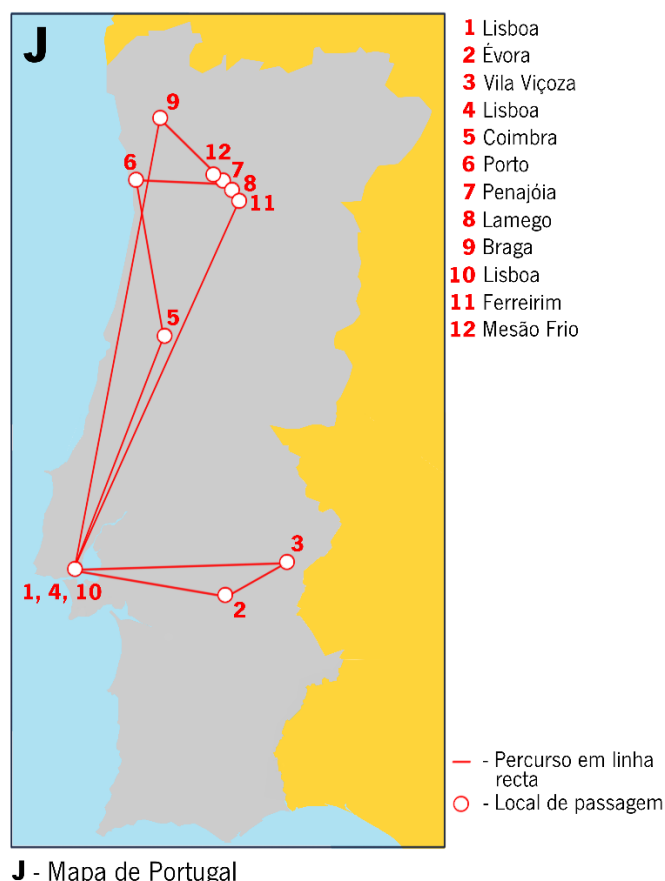 J
9
12
7
6
8
11
5
3
1, 4, 10
2
1 Lisboa
2 Évora
3 Vila Viçoza
4 Lisboa
5 Coimbra
6 Porto
7 Penajóia
8 Lamego
9 Braga
10 Lisboa
11 Ferreirim
12 Mesão Frio
- Percurso em linha
recta
- Local de passagem
J - Mapa de Portugal